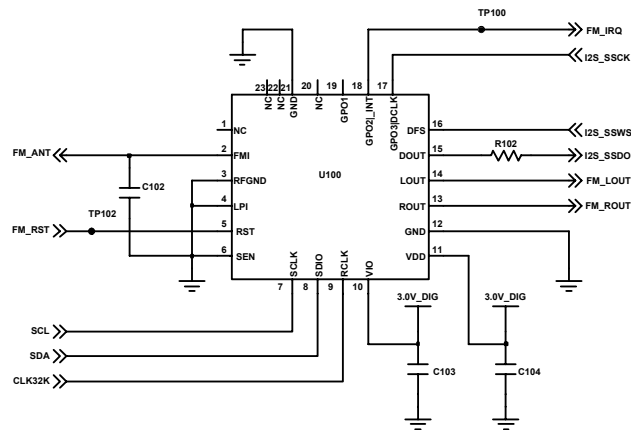 TP100
FM_IRQ
I2S_SSCK
23 22 21 20 19 18 17
NC NC GND NC GPO1 GPO2|_INT GPO3|DCLK
1 NC
DFS 16
I2S_SSWS
FM_ANT
2 FMI
DOUT 15
R102
I2S_SSDO
U100
C102
3 RFGND
LOUT 14
FM_LOUT
4 LPI
ROUT 13
FM_ROUT
TP102
FM_RST
5 RST
GND 12
6 SEN
VDD 11
SCLK SDIO RCLK VIO
7 8 9 10
3.0V_DIG
3.0V_DIG
SCL
SDA
CLK32K
C103
C104